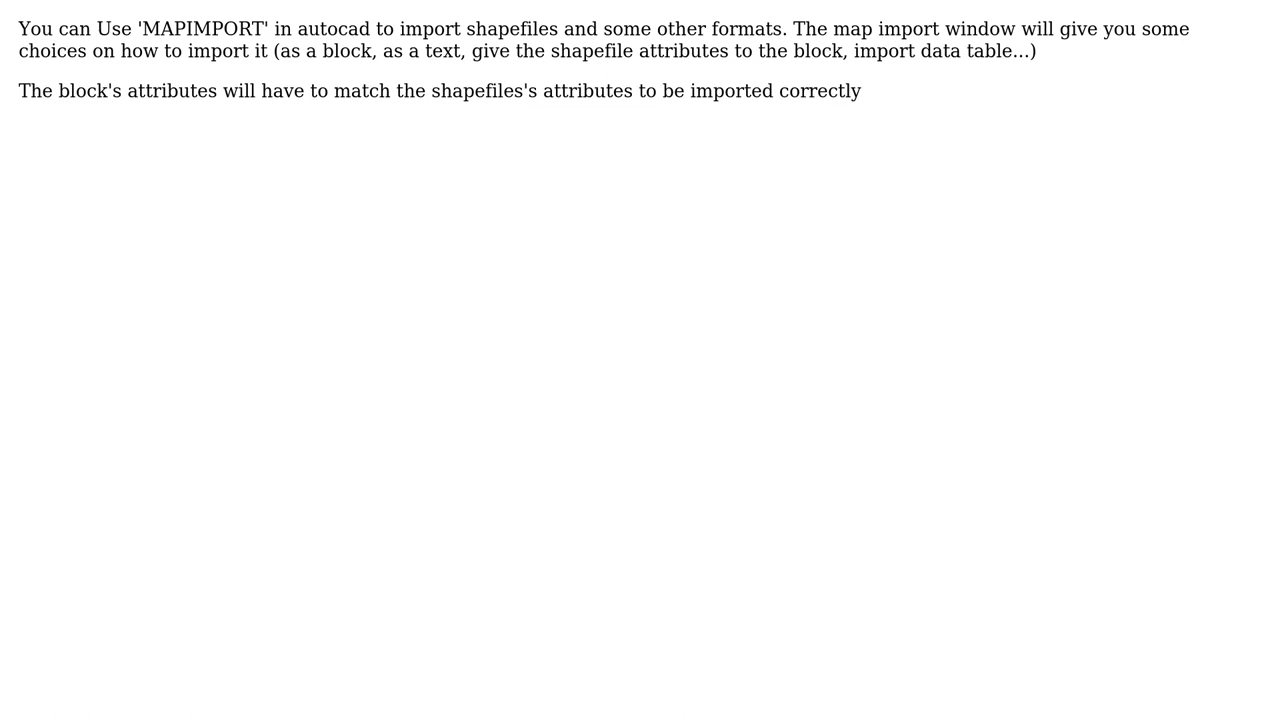 You can Use 'MAPIMPORT' in autocad to import shapefiles and some other formats. The map import window will give you some
choices on how to import it (as a block, as a text, give the shapefile attributes to the block, import data table...)
The block's attributes will have to match the shapefiles's attributes to be imported correctly